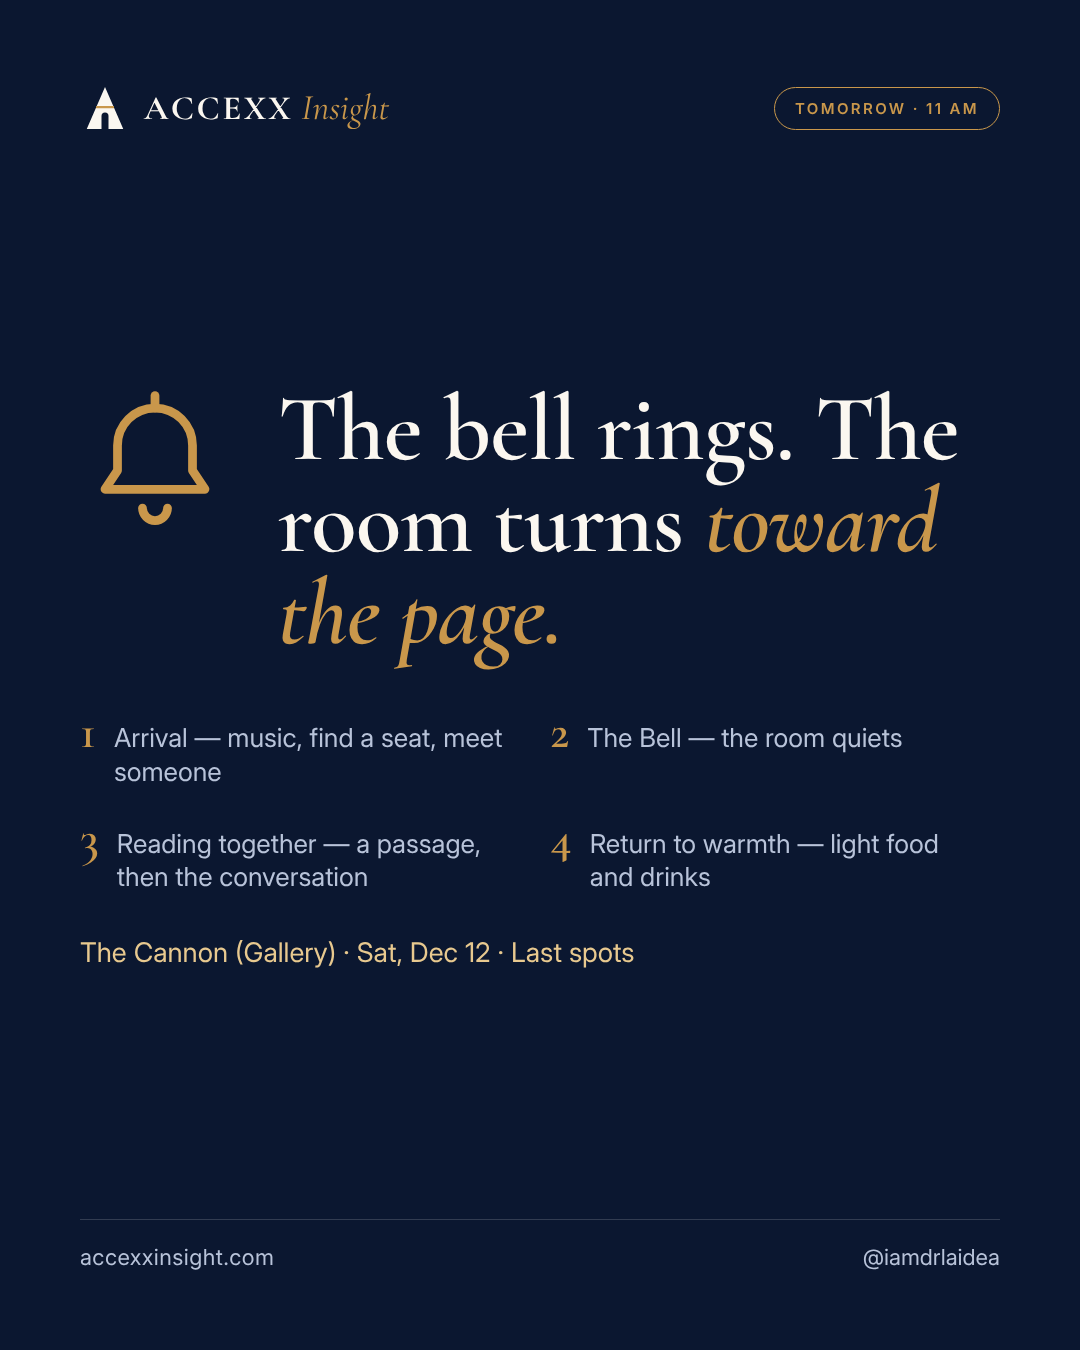 ACCEXX Insight
TOMORROW · 11 AM
The bell rings. The
room turns toward
the page.
1 Arrival — music, find a seat, meet
someone
2 The Bell — the room quiets
3 Reading together — a passage,
then the conversation
4 Return to warmth — light food
and drinks
The Cannon (Gallery) · Sat, Dec 12 · Last spots
accexxinsight.com
@iamdrlaidea